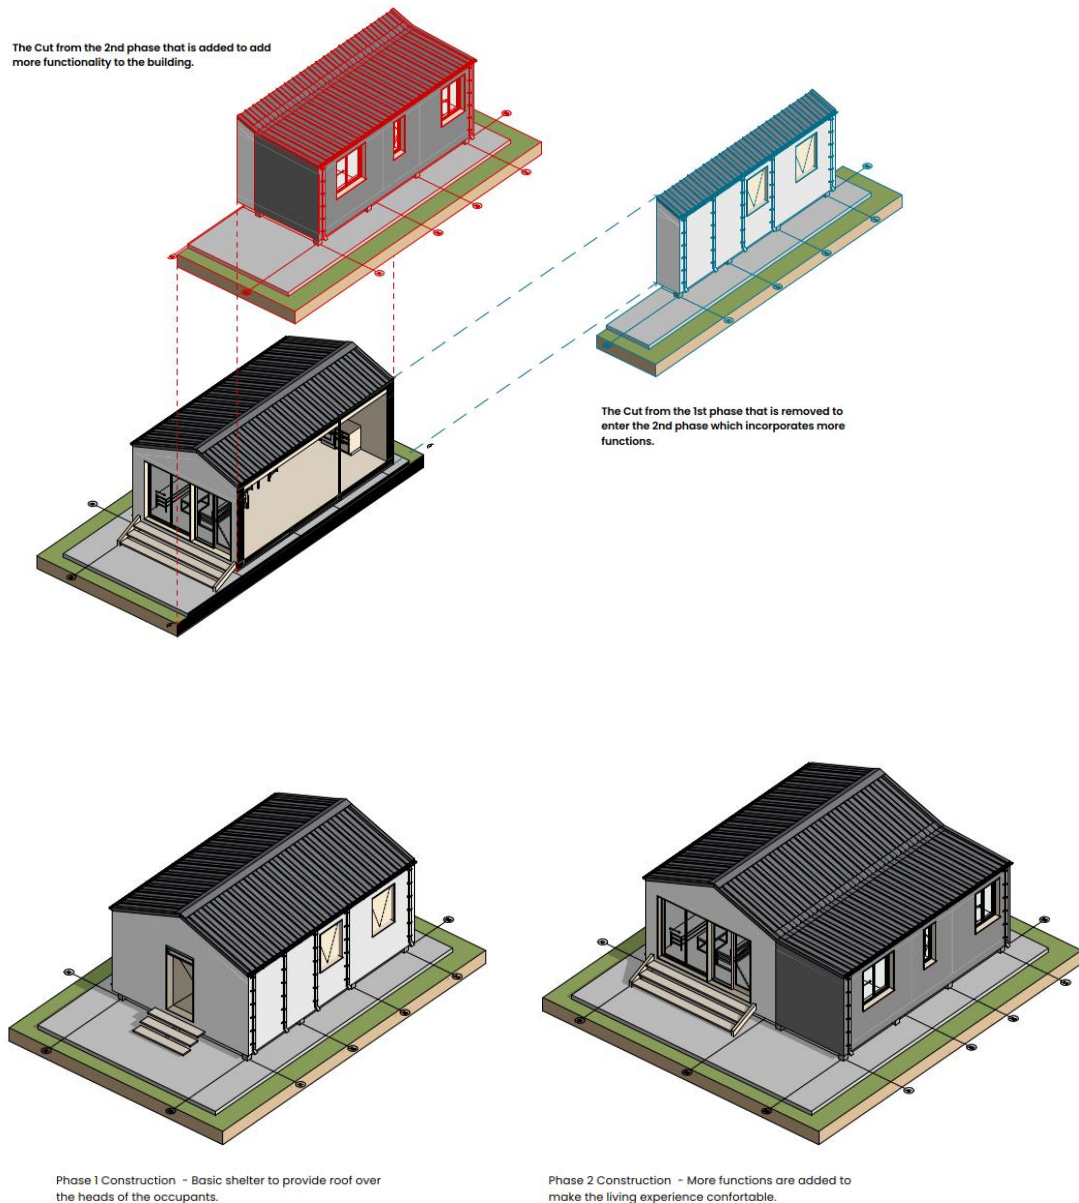 The Cut from the 2nd phase that is added to add
more functionality to the building.
The Cut from the 1st phase that is removed to
enter the 2nd phase which incorporates more
functions.
Phase 1 Construction - Basic shelter to provide roof over
the heads of the occupants.
Phase 2 Construction - More functions are added to
make the living experience confortable.